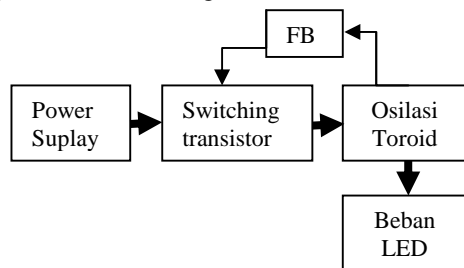 FB
Power
Suplay
Switching
transistor
Osilasi
Toroid
Beban
LED